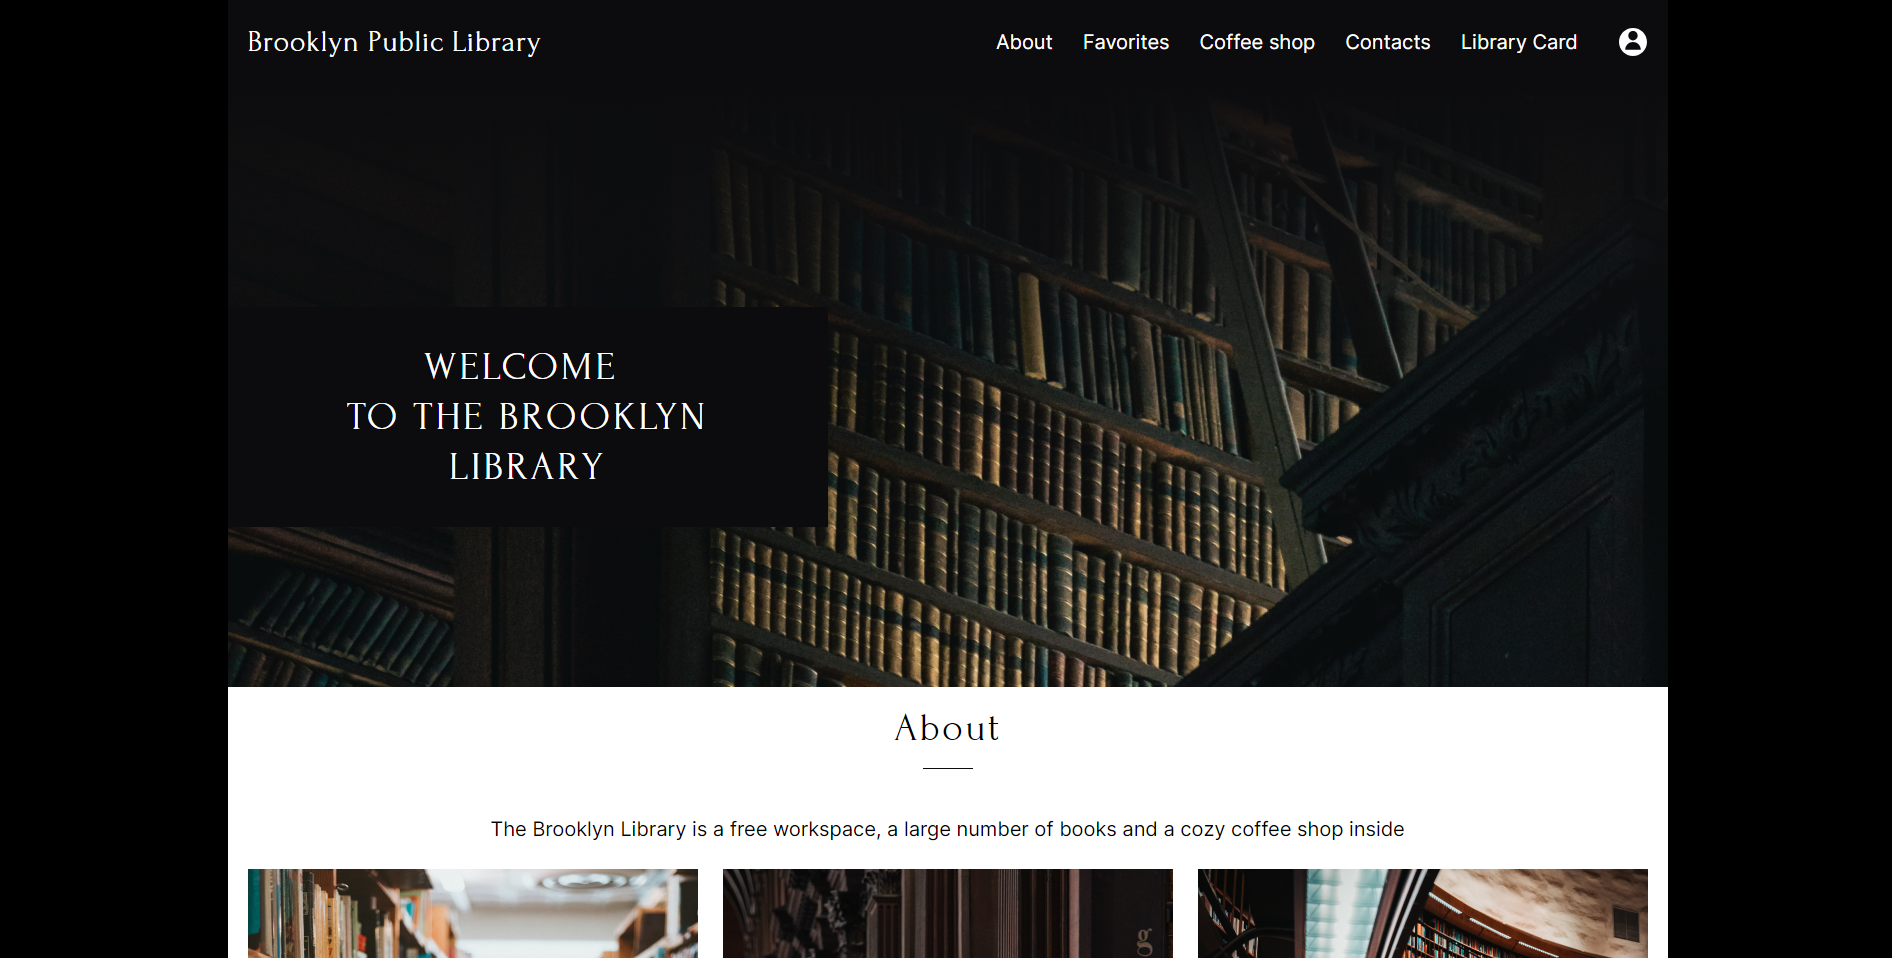 Brooklyn Public Library
About Favorites Coffee shop Contacts Library Card
WELCOME
TO THE BROOKLYN
LIBRARY
About
The Brooklyn Library is a free workspace, a large number of books and a cozy coffee shop inside